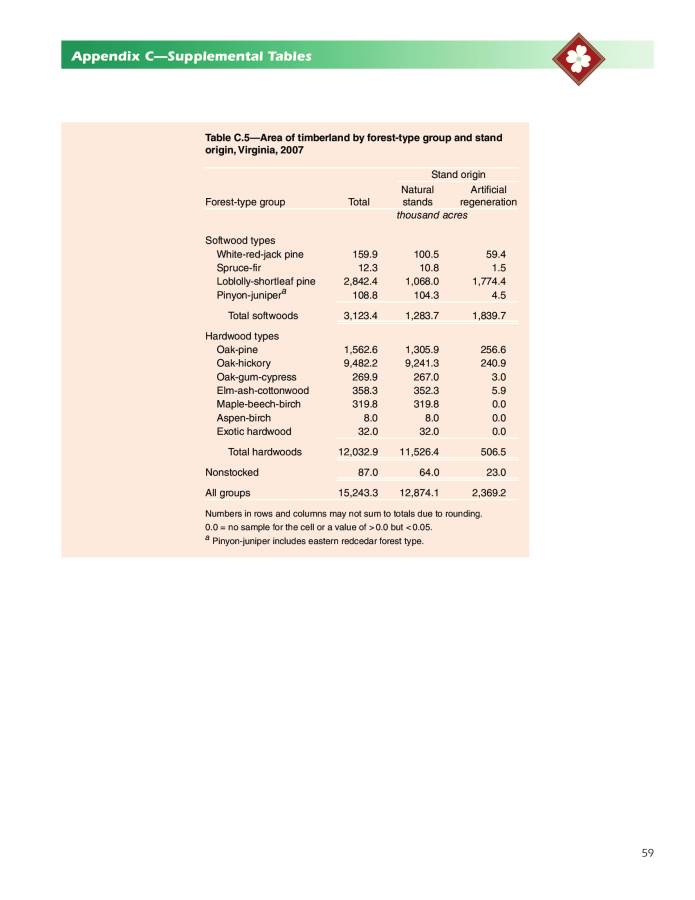 Appendix C—Supplemental Tables
Table C.5—Area of timberland by forest-type group and stand
origin, Virginia, 2007
Stand origin
Natural Artificial
Forest-type group Total stands regeneration
thousand acres
Softwood types
White-red-jack pine 159.9 100.5 59.4
Spruce-fir 12.3 10.8 1.5
Loblolly-shortleaf pine 2,842.4 1,068.0 1,774.4
Pinyon-juniper a 108.8 104.3 4.5
Total softwoods 3,123.4 1,283.7 1,839.7
Hardwood types
Oak-pine 1,562.6 1,305.9 256.6
Oak-hickory 9,482.2 9,241.3 240.9
Oak-gum-cypress 269.9 267.0 3.0
Elm-ash-cottonwood 358.3 352.3 5.9
Maple-beech-birch 319.8 319.8 0.0
Aspen-birch 8.0 8.0 0.0
Exotic hardwood 32.0 32.0 0.0
Total hardwoods 12,032.9 11,526.4 506.5
Nonstocked 87.0 64.0 23.0
All groups 15,243.3 12,874.1 2,369.2
Numbers in rows and columns may not sum to totals due to rounding.
0.0 = no sample for the cell or a value of >0.0 but <0.05.
a Pinyon-juniper includes eastern redcedar forest type.
59